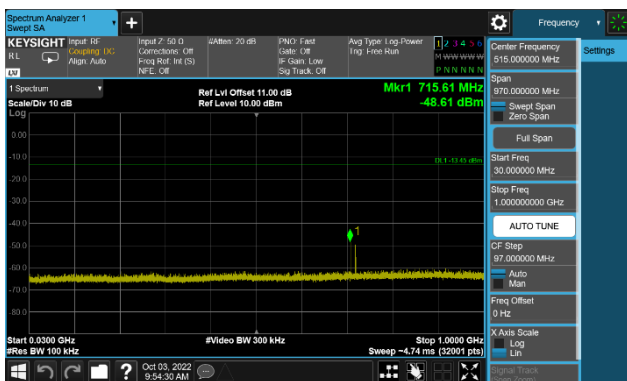 Spectrum Analyzer 1
Swept SA
Frequency
KEYSIGHT
RL
Input: RF
Coupling: DC
Align: Auto
Input Z: 50 Ω
Corrections: Off
Freq Ref: Int (S)
NFE: Off
#Atten: 20 dB
PNO: Fast
Gate: Off
IF Gain: Low
Sig Track: Off
Avg Type: Log-Power
Trig: Free Run
1 2 3 4 5 6
M W W W W W
P N N N N N
Center Frequency
515.000000 MHz
Settings
Span
970.000000 MHz
Swept Span
Zero Span
Full Span
Start Freq
30.000000 MHz
Stop Freq
1.000000000 GHz
AUTO TUNE
CF Step
97.000000 MHz
Auto
Man
Freq Offset
0 Hz
X Axis Scale
Log
Lin
Signal Track
(Span Zoom)
1 Spectrum
Scale/Div 10 dB
Log
Ref Lvl Offset 11.00 dB
Ref Level 10.00 dBm
Mkr1 715.61 MHz
-48.61 dBm
0.00
-10.0
DL1 -13.45 dBm
-20.0
-30.0
-40.0
1
-50.0
-60.0
-70.0
-80.0
Start 0.0300 GHz
#Res BW 100 kHz
#Video BW 300 kHz
Stop 1.0000 GHz
Sweep ~4.74 ms (32001 pts)
?
Oct 03, 2022
9:54:30 AM